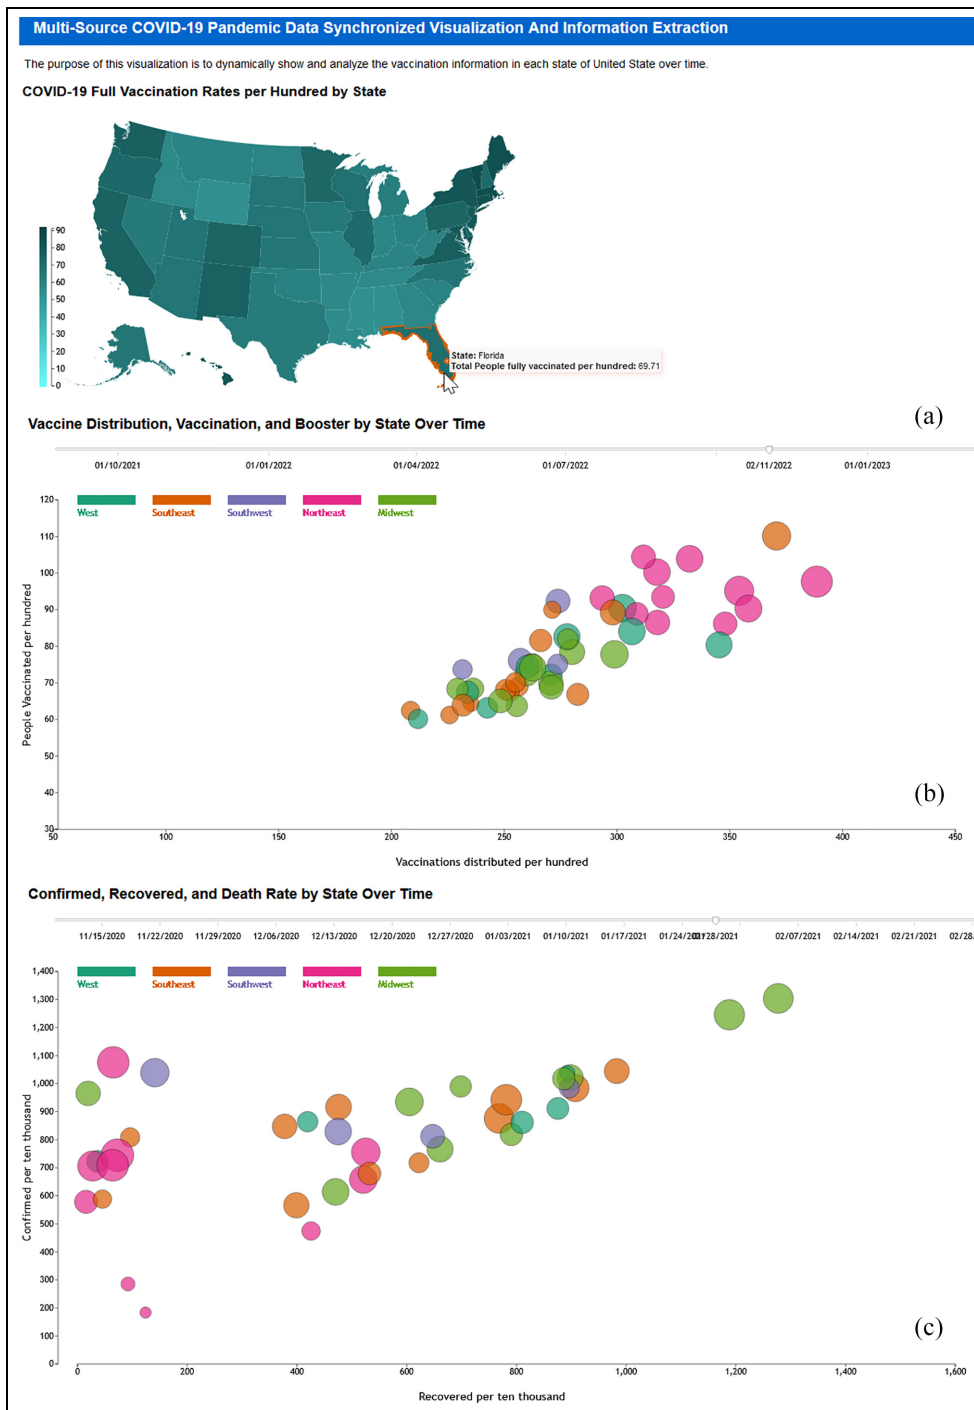 Multi-Source COVID-19 Pandemic Data Synchronized Visualization And Information Extraction
The purpose of this visualization is to dynamically show and analyze the vaccination information in each state of United State over time.
COVID-19 Full Vaccination Rates per Hundred by State
90
80
70
60
50
40
30
20
10
0
State: Florida
Total People fully vaccinated per hundred: 69.71
(a)
Vaccine Distribution, Vaccination, and Booster by State Over Time
01/10/2021 01/01/2022 01/04/2022 01/07/2022 02/11/2022 01/01/2023
West Southeast Southwest Northeast Midwest
120
110
100
90
80
70
60
50
40
30
People Vaccinated per hundred
50 100 150 200 250 300 350 400 450
Vaccinations distributed per hundred
(b)
Confirmed, Recovered, and Death Rate by State Over Time
11/15/2020 11/22/2020 11/29/2020 12/06/2020 12/13/2020 12/20/2020 12/27/2020 01/03/2021 01/10/2021 01/17/2021 01/24/2021 01/28/2021 02/07/2021 02/14/2021 02/21/2021 02/28.
West Southeast Southwest Northeast Midwest
1,400
1,300
1,200
1,100
1,000
900
800
700
600
500
400
300
200
100
0
Confirmed per ten thousand
0 200 400 600 800 1,000 1,200 1,400 1,600
Recovered per ten thousand
(c)